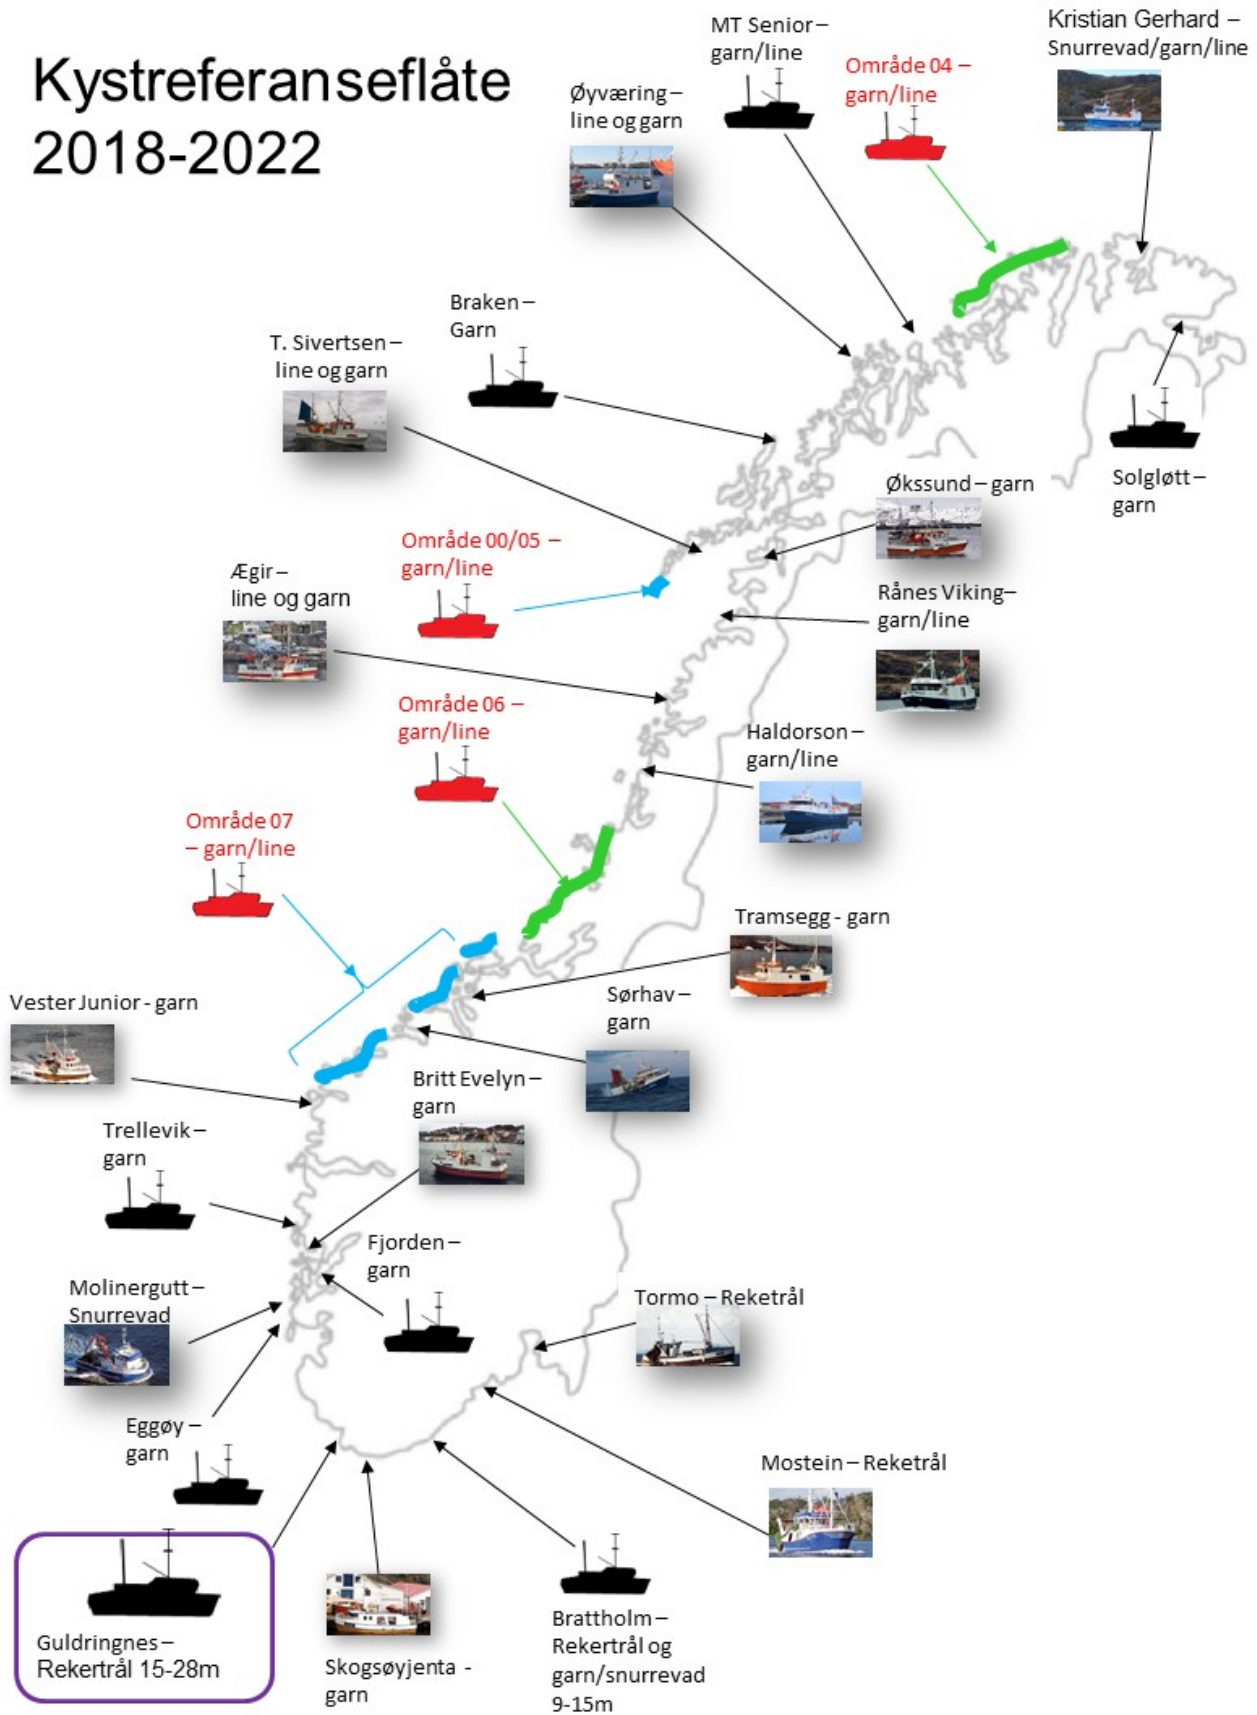 Kystreferanseflåte
2018-2022
MT Senior –
garn/line
Kristian Gerhard –
Snurrevad/garn/line
Område 04 –
garn/line
Øyværing –
line og garn
Braken –
Garn
T. Sivertsen –
line og garn
Økssund – garn
Solgløtt –
garn
Område 00/05 –
garn/line
Ægir –
line og garn
Rånes Viking–
garn/line
Område 06 –
garn/line
Haldorson –
garn/line
Område 07
– garn/line
Tramsegg - garn
Vester Junior - garn
Sørhav –
garn
Britt Evelyn –
garn
Trellevik –
garn
Fjorden –
garn
Molinergutt –
Snurrevad
Tormo – Reketrål
Eggøy –
garn
Mostein – Reketrål
Guldringnes –
Rekertrål 15-28m
Skogsøyjenta -
garn
Brattholm –
Rekertrål og
garn/snurrevad
9-15m